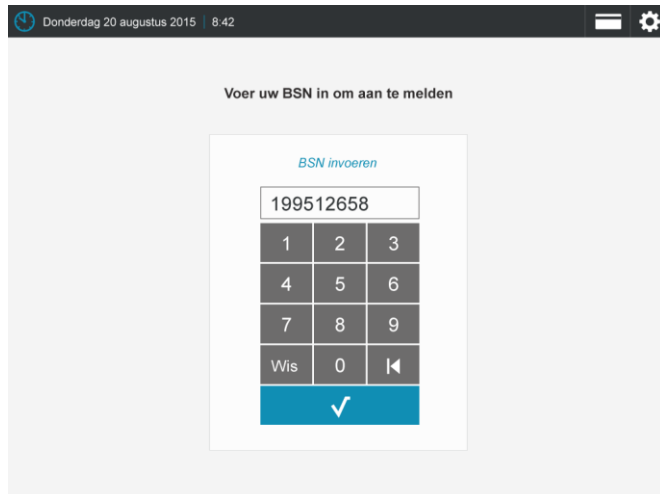 Donderdag 20 augustus 2015 | 8:42
Voer uw BSN in om aan te melden
BSN invoeren
199512658
1 2 3
4 5 6
7 8 9
Wis 0